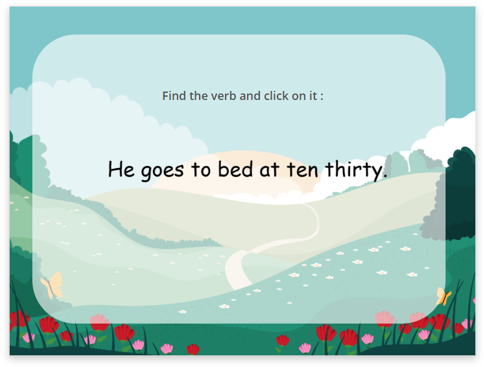 Find the verb and click on it :
He goes to bed at ten thirty.